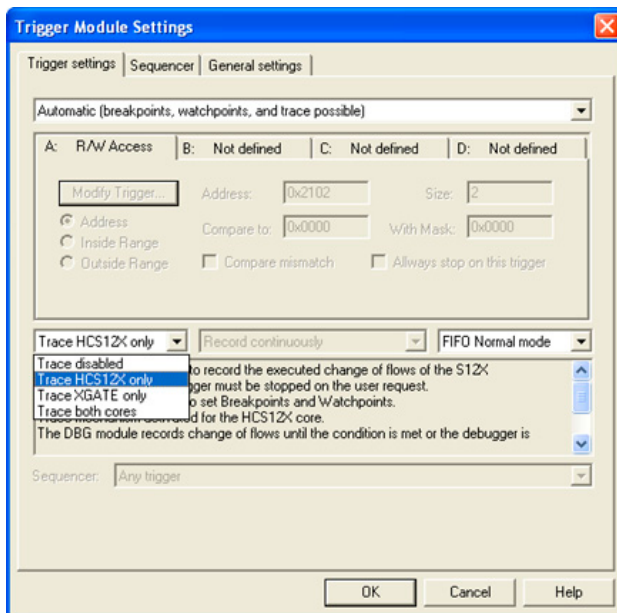 Trigger Module Settings
Trigger settings Sequencer General settings
Automatic (breakpoints, watchpoints, and trace possible)
A: R/W Access B: Not defined C: Not defined D: Not defined
Modify Trigger... Address: 0x2102 Size: 2
Address Compare to: 0x0000 With Mask: 0x0000
Inside Range
Outside Range Compare mismatch Allways stop on this trigger
Trace HCS12X only Record continuously FIFO Normal mode
Trace disabled
Trace HCS12X only to record the executed change of flows of the S12X
Trace XGATE only gger must be stopped on the user request.
Trace both cores to set Breakpoints and Watchpoints.
for the HCS12X core.
The DBG module records change of flows until the condition is met or the debugger is
Sequencer: Any trigger
OK Cancel Help